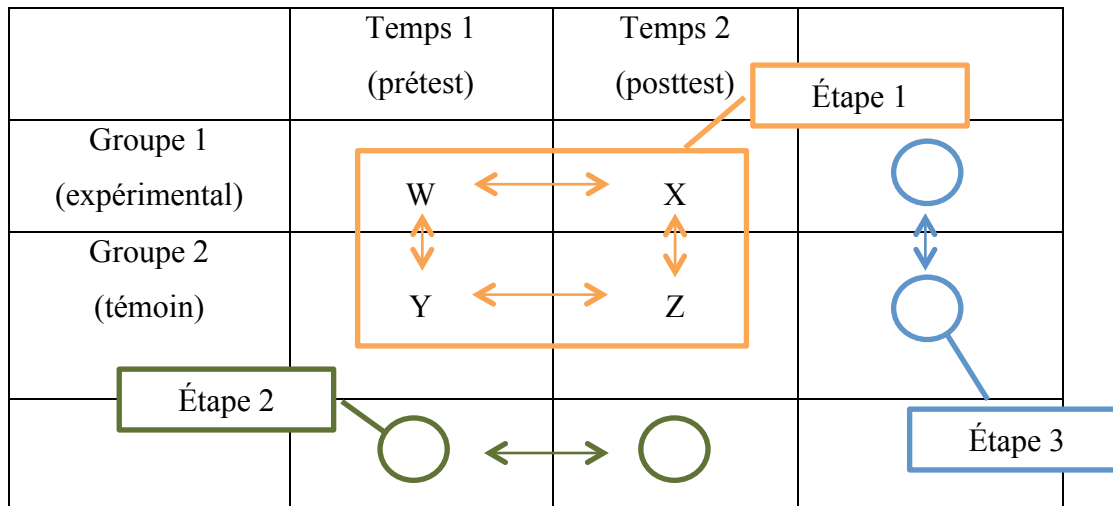 Temps 1
(prétest)
Temps 2
(posttest)
Étape 1
Groupe 1
(expérimental)
W
X
Groupe 2
(témoin)
Y
Z
Étape 2
Étape 3